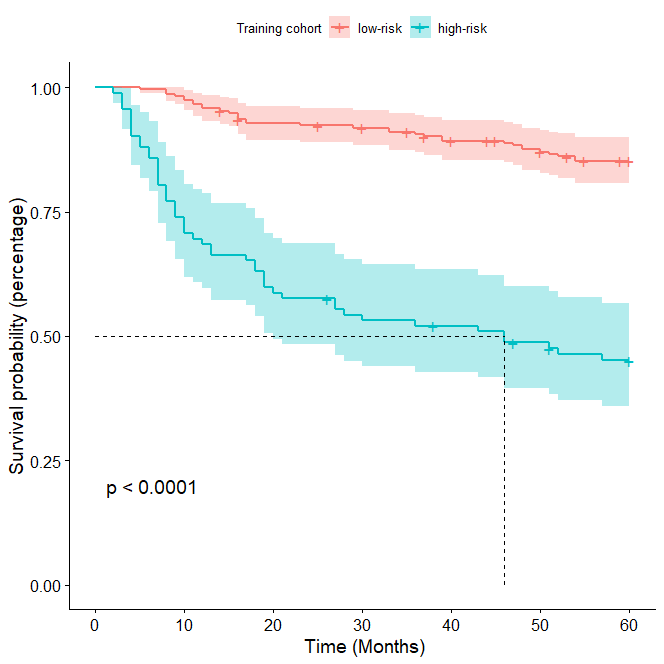 Training cohort low-risk high-risk
Survival probability (percentage)
1.00
0.75
0.50
0.25
0.00
p < 0.0001
0 10 20 30 40 50 60
Time (Months)